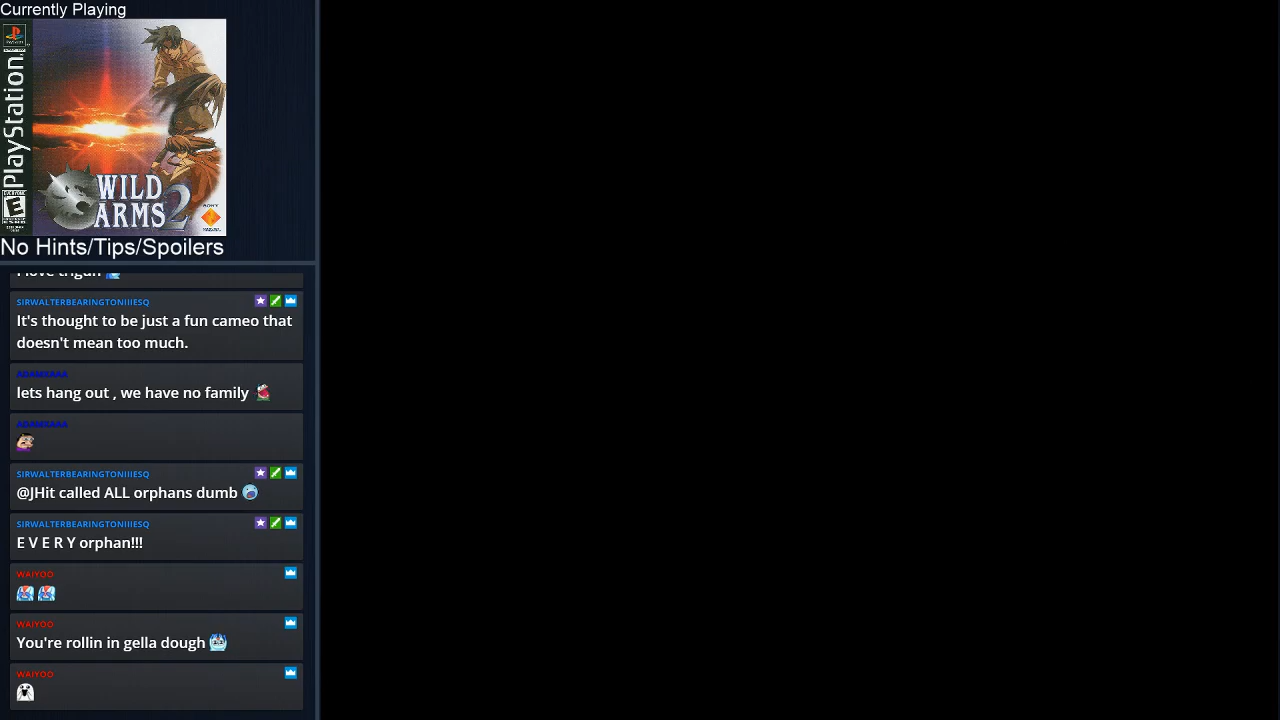 Currently Playing
PlayStation
WILD
ARMS 2
No Hints/Tips/Spoilers
I love trigun
SIRWALTERBEARINGTONIIIESQ
It's thought to be just a fun cameo that
doesn't mean too much.
lets hang out , we have no family
SIRWALTERBEARINGTONIIIESQ
@JHit called ALL orphans dumb
SIRWALTERBEARINGTONIIIESQ
E V E R Y orphan!!!
WAIYOO
WAIYOO
You're rollin in gella dough
WAIYOO